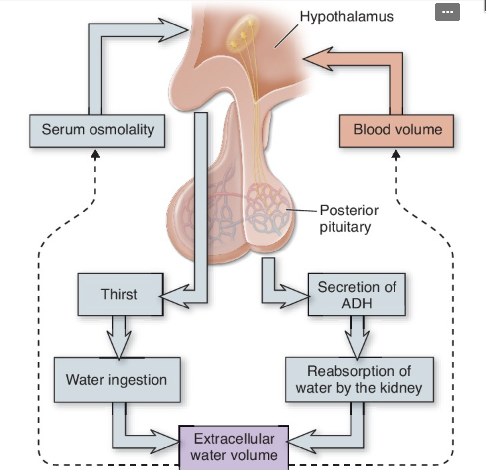 Hypothalamus
Serum osmolality
Blood volume
Posterior
pituitary
Thirst
Secretion of
ADH
Water ingestion
Reabsorption of
water by the kidney
Extracellular
water volume